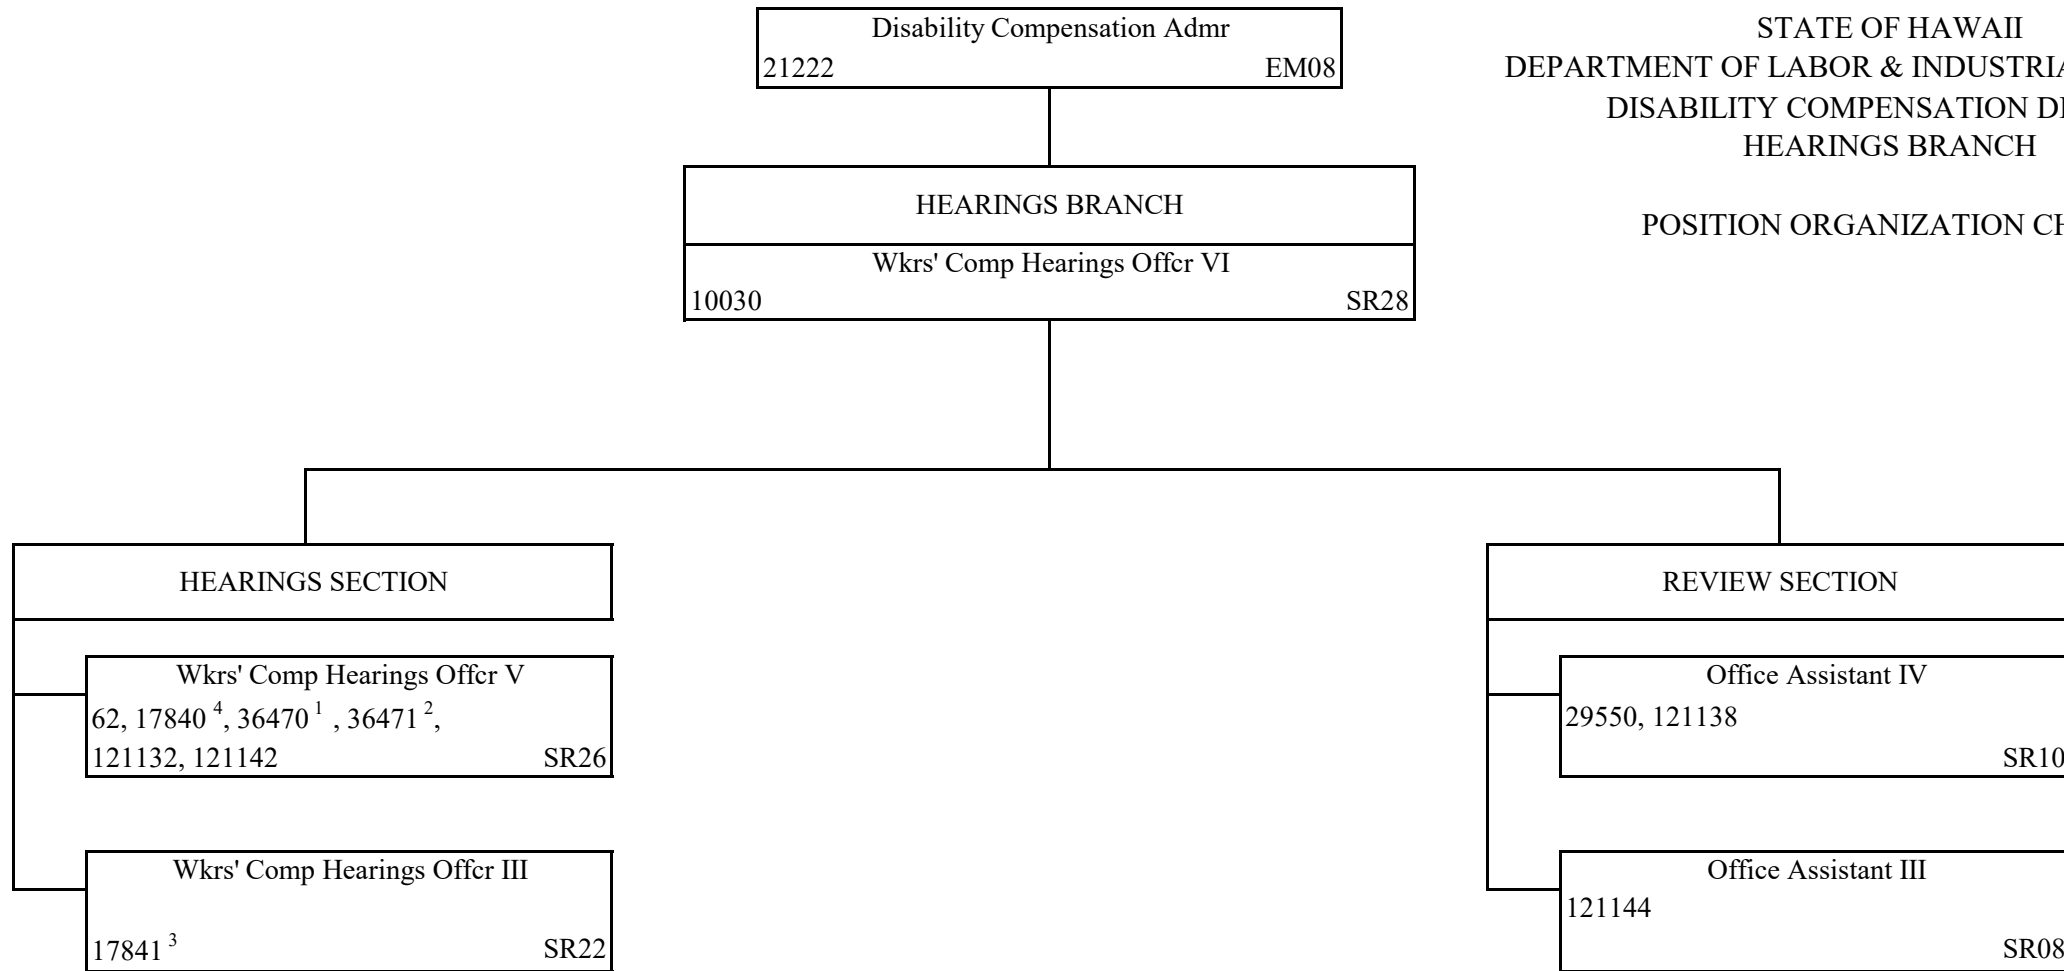 Disability Compensation Admr
21222 EM08
STATE OF HAWAII
DEPARTMENT OF LABOR & INDUSTRIA
DISABILITY COMPENSATION DI
HEARINGS BRANCH
POSITION ORGANIZATION CH
HEARINGS BRANCH
Wkrs' Comp Hearings Offcr VI
10030 SR28
HEARINGS SECTION
Wkrs' Comp Hearings Offcr V
62, 17840 4, 36470 1 , 36471 2,
121132, 121142 SR26
Wkrs' Comp Hearings Offcr III
17841 3 SR22
REVIEW SECTION
Office Assistant IV
29550, 121138
SR10
Office Assistant III
121144
SR08